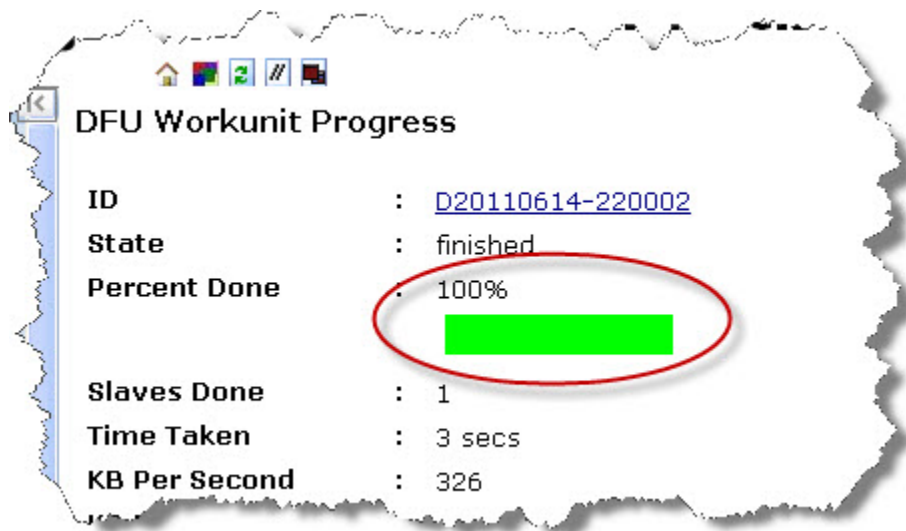 DFU Workunit Progress
ID : D20110614-220002
State : finished
Percent Done : 100%
Slaves Done : 1
Time Taken : 3 secs
KB Per Second : 326